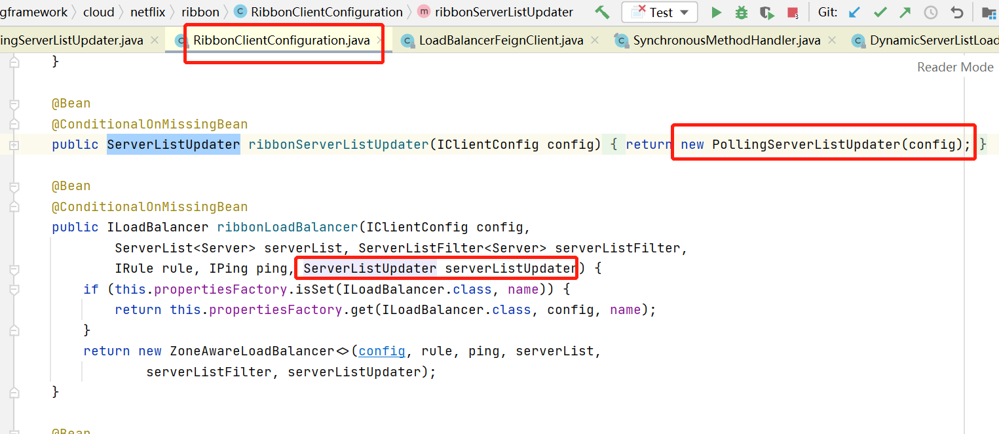 gframework cloud netflix ribbon C RibbonClientConfiguration m ribbonServerListUpdater Test Git: 3
ingServerListUpdater.java C RibbonClientConfiguration.java C LoadBalancerFeignClient.java C SynchronousMethodHandler.java C DynamicServerListLoad
}
Reader Mode
@Bean
@ConditionalOnMissingBean
public ServerListUpdater ribbonServerListUpdater(IClientConfig config) { return new PollingServerListUpdater(config); }
@Bean
@ConditionalOnMissingBean
public ILoadBalancer ribbonLoadBalancer(IClientConfig config,
ServerList<Server> serverList, ServerListFilter<Server> serverListFilter,
IRule rule, IPing ping, ServerListUpdater serverListUpdater) {
if (this.propertiesFactory.isSet(ILoadBalancer.class, name)) {
return this.propertiesFactory.get(ILoadBalancer.class, config, name);
}
return new ZoneAwareLoadBalancer<>(config, rule, ping, serverList,
serverListFilter, serverListUpdater);
}
@Bean